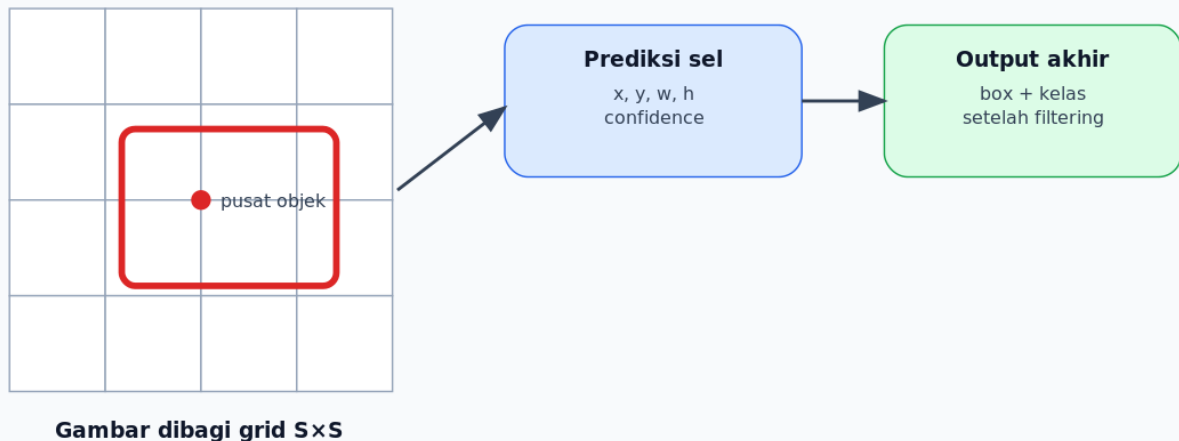 Prediksi sel
x, y, w, h
confidence
Output akhir
box + kelas
setelah filtering
pusat objek
Gambar dibagi grid S×S